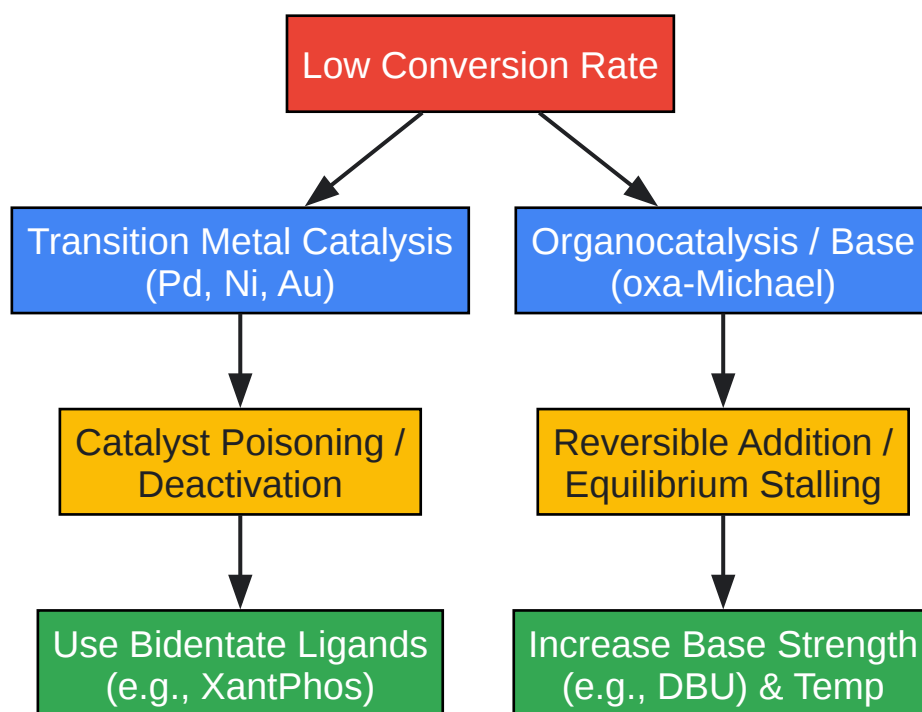 Low Conversion Rate
Transition Metal Catalysis
(Pd, Ni, Au)
Organocatalysis / Base
(oxa-Michael)
Catalyst Poisoning /
Deactivation
Reversible Addition /
Equilibrium Stalling
Use Bidentate Ligands
(e.g., XantPhos)
Increase Base Strength
(e.g., DBU) & Temp